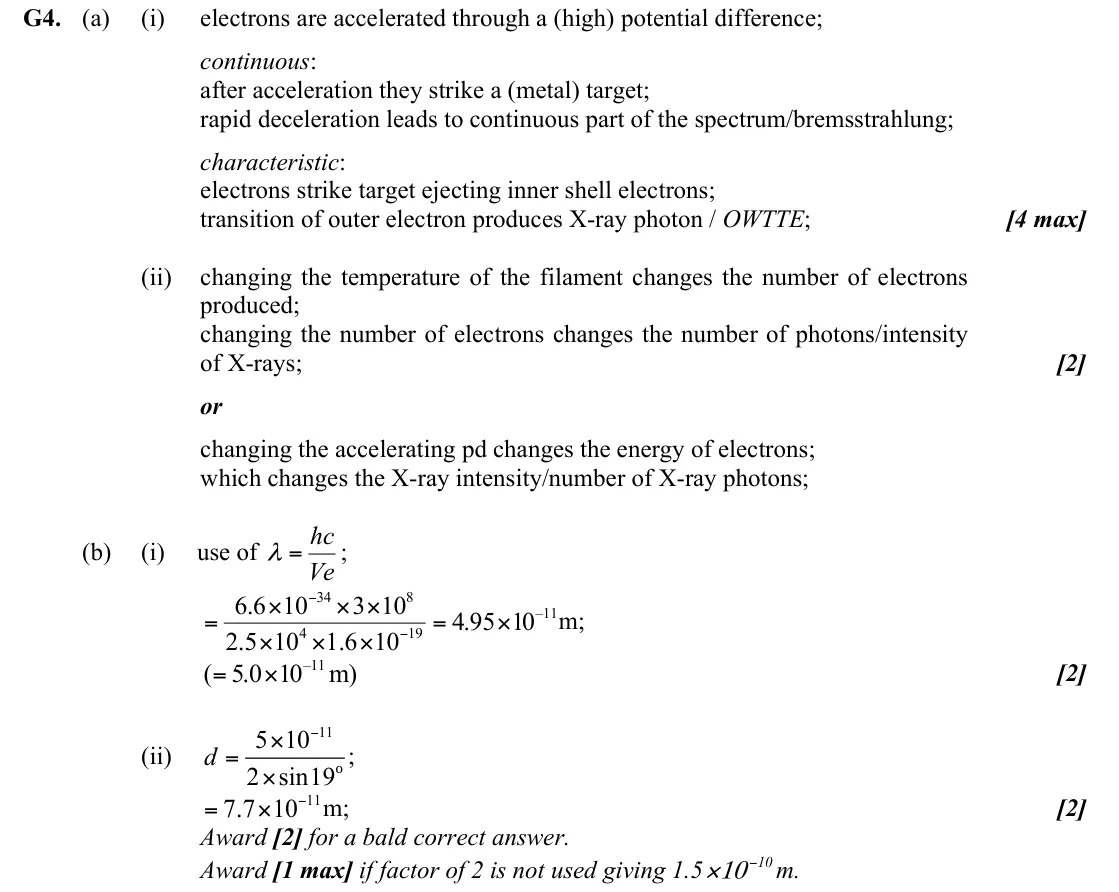 G4. (a) (i) electrons are accelerated through a (high) potential difference;
continuous:
after acceleration they strike a (metal) target;
rapid deceleration leads to continuous part of the spectrum/bremsstrahlung;
characteristic:
electrons strike target ejecting inner shell electrons;
transition of outer electron produces X-ray photon / OWTTE; [4 max]
(ii) changing the temperature of the filament changes the number of electrons
produced;
changing the number of electrons changes the number of photons/intensity
of X-rays; [2]
or
changing the accelerating pd changes the energy of electrons;
which changes the X-ray intensity/number of X-ray photons;
(b) (i) use of λ = hc/Ve;
= 6.6×10⁻³⁴ ×3×10⁸/2.5×10⁴ ×1.6×10⁻¹⁹ = 4.95×10⁻¹¹m;
(= 5.0×10⁻¹¹ m) [2]
(ii) d = 5×10⁻¹¹/2×sin19°;
= 7.7×10⁻¹¹m; [2]
Award [2] for a bald correct answer.
Award [1 max] if factor of 2 is not used giving 1.5×10⁻¹⁰ m.